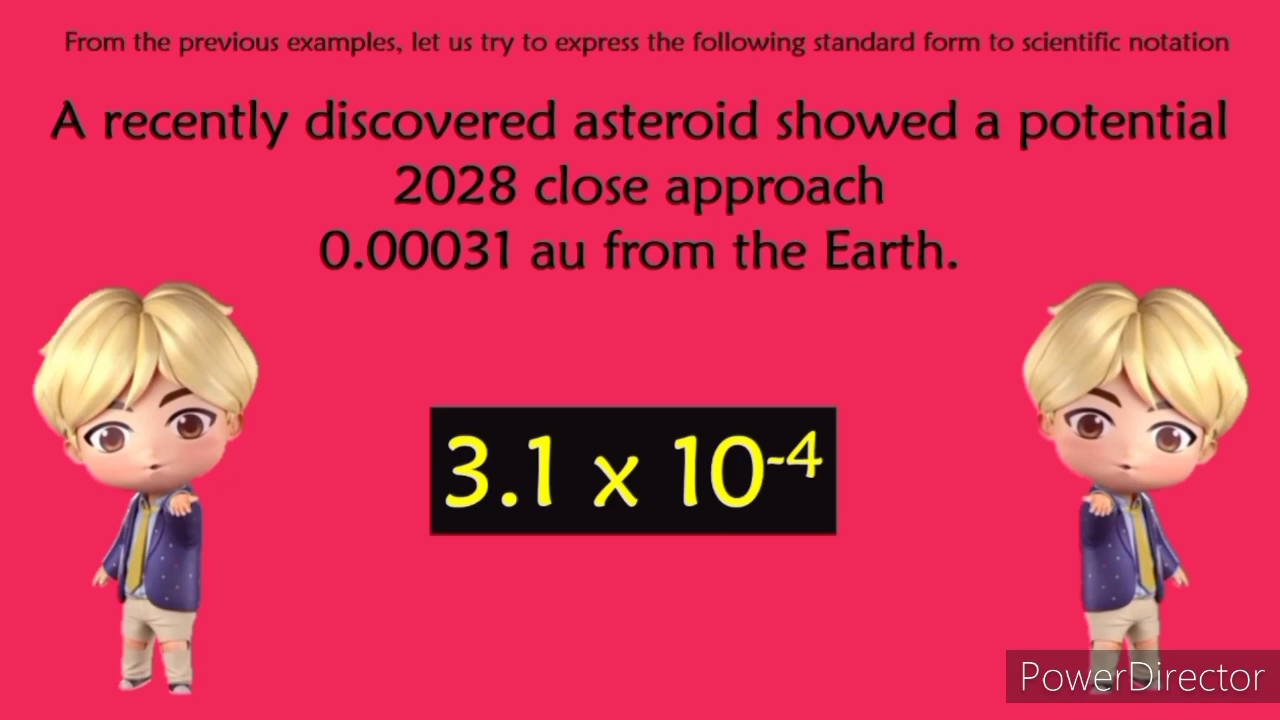 From the previous examples, let us try to express the following standard form to scientific notation
A recently discovered asteroid showed a potential
2028 close approach
0.00031 au from the Earth.
3.1 x 10⁻⁴
PowerDirector